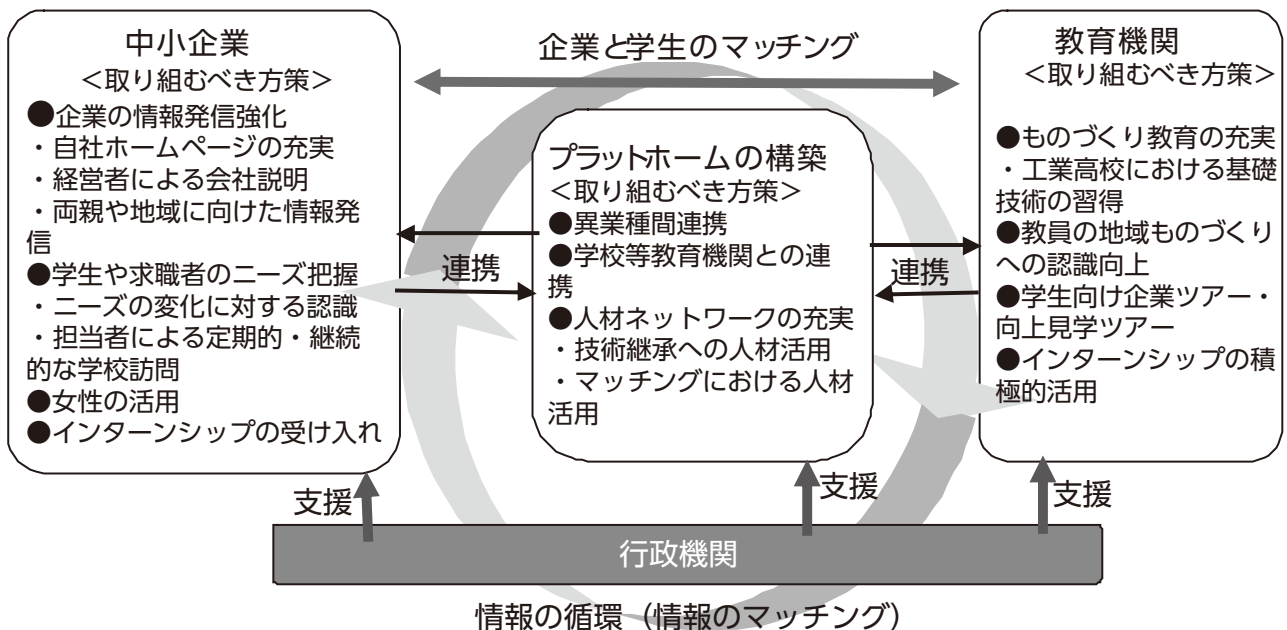 中小企業
<取り組むべき方策>
●企業の情報発信強化
・自社ホームページの充実
・経営者による会社説明
・両親や地域に向けた情報発
信
●学生や求職者のニーズ把握
・ニーズの変化に対する認識
・担当者による定期的・継続
的な学校訪問
●女性の活用
●インターンシップの受け入れ
企業と学生のマッチング
プラットホームの構築
<取り組むべき方策>
●異業種間連携
●学校等教育機関との連
携
●人材ネットワークの充実
・技術継承への人材活用
・マッチングにおける人材
活用
教育機関
<取り組むべき方策>
●ものづくり教育の充実
・工業高校における基礎
技術の習得
●教員の地域ものづくり
への認識向上
●学生向け企業ツアー・
向上見学ツアー
●インターンシップの積
極的活用
連携
連携
支援
支援
支援
行政機関
情報の循環（情報のマッチング）